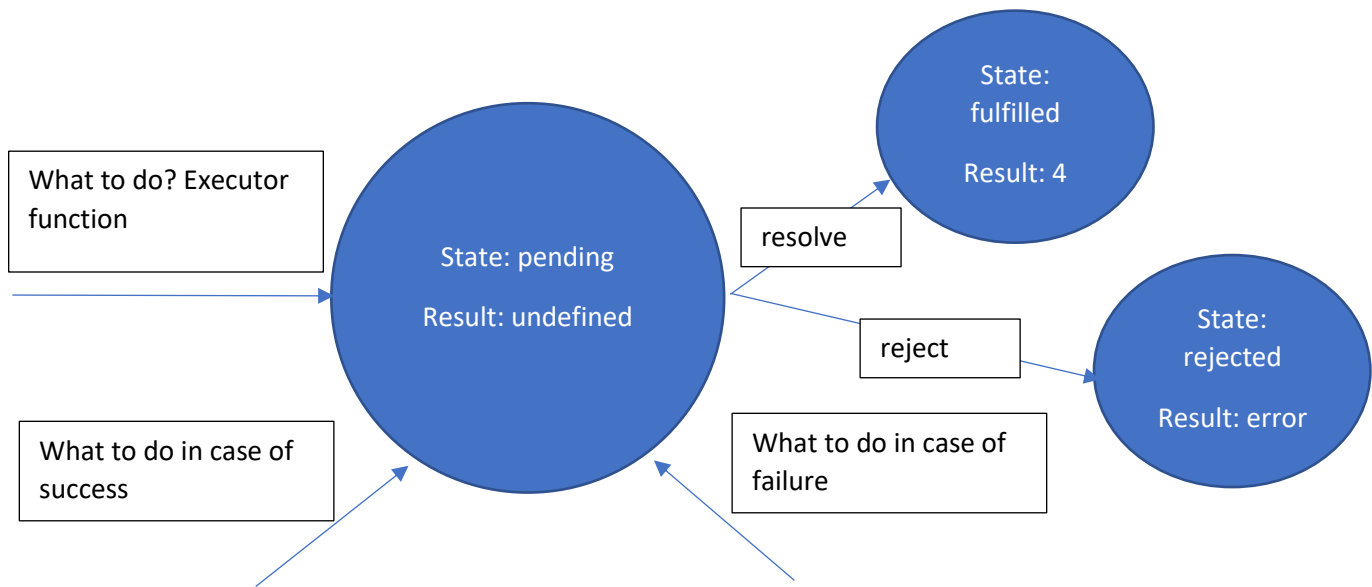 What to do? Executor
function
State: pending
Result: undefined
resolve
State:
fulfilled
Result: 4
reject
State:
rejected
Result: error
What to do in case of
success
What to do in case of
failure